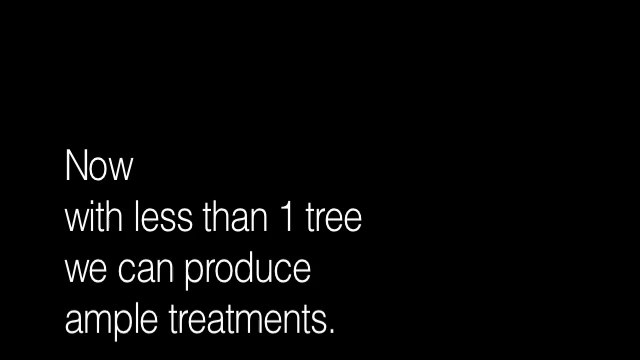 Now
with less than 1 tree
we can produce
ample treatments.